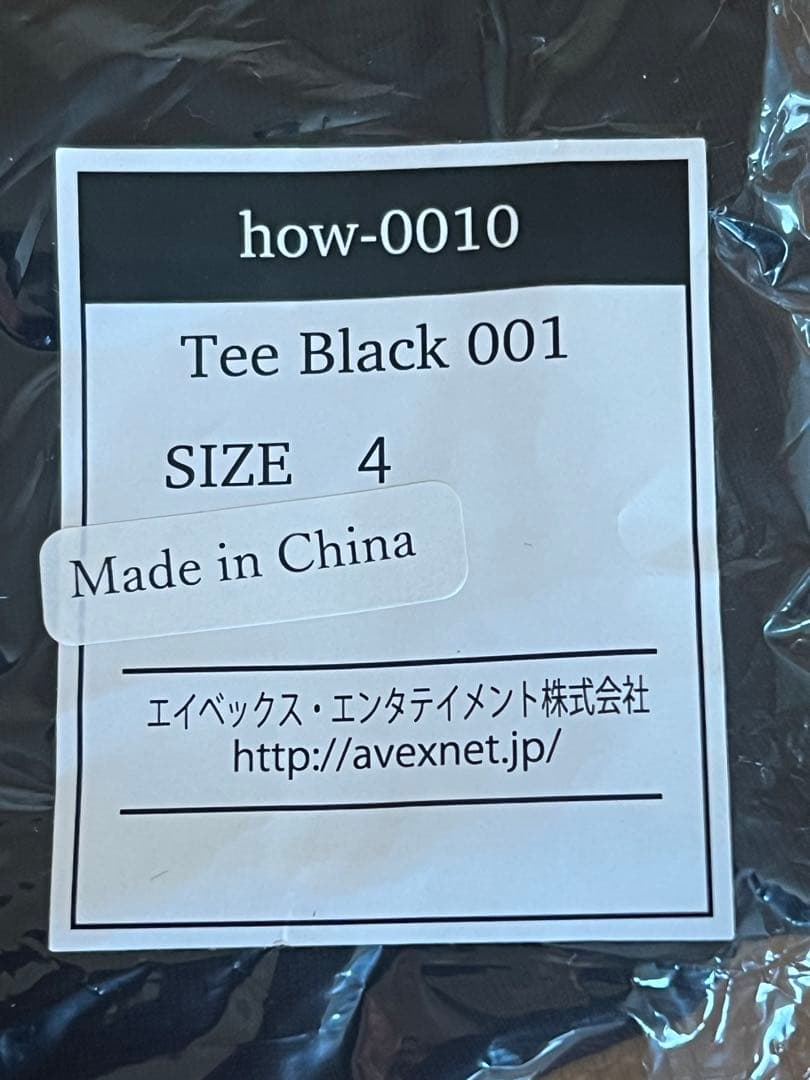 how-0010
Tee Black 001
SIZE 4
Made in China
エイベックス・エンタテイメント株式会社
http://avexnet.jp/